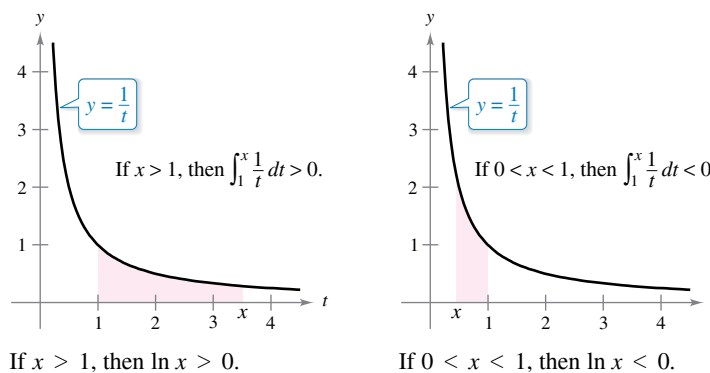 y
4
3
2
1
y = 1/t
If x > 1, then ∫₁ˣ 1/t dt > 0.
1 2 3 x 4 t
If x > 1, then ln x > 0.
y
4
3
2
1
y = 1/t
If 0 < x < 1, then ∫₁ˣ 1/t dt < 0
x 1 2 3 4
If 0 < x < 1, then ln x < 0.